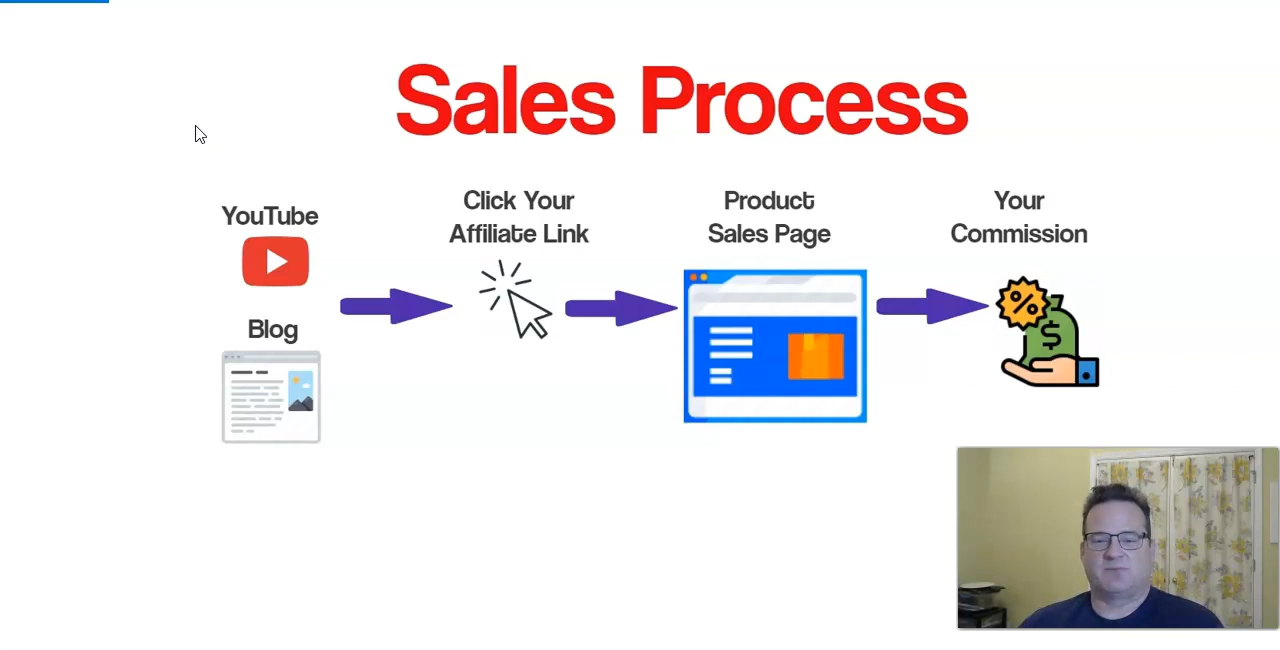 Sales Process
YouTube
Blog
Click Your
Affiliate Link
Product
Sales Page
Your
Commission
%
$